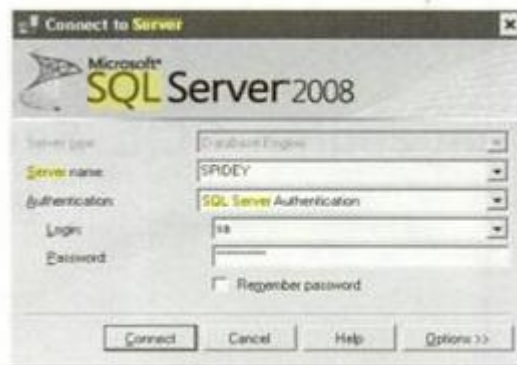 Connect to Server
Microsoft®
SQL Server 2008
Server type:
Database Engine
Server name:
SPIDEY
Authentication:
SQL Server Authentication
Login:
sa
Password:
Remember password
Connect
Cancel
Help
Options >>